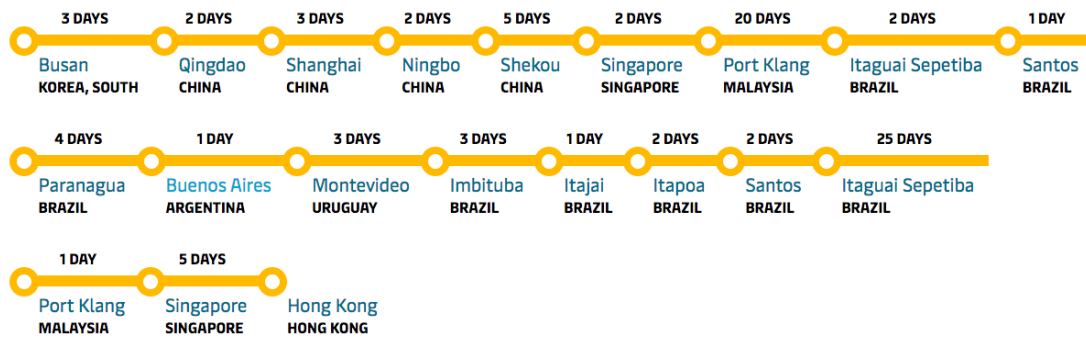 3 DAYS 2 DAYS 3 DAYS 2 DAYS 5 DAYS 2 DAYS 20 DAYS 2 DAYS 1 DAY
Busan Qingdao Shanghai Ningbo Shekou Singapore Port Klang Itaguai Sepetiba Santos
KOREA, SOUTH CHINA CHINA CHINA CHINA SINGAPORE MALAYSIA BRAZIL BRAZIL
4 DAYS 1 DAY 3 DAYS 3 DAYS 1 DAY 2 DAYS 2 DAYS 25 DAYS
Paranagua Buenos Aires Montevideo Imbituba Itajai Itapoa Santos Itaguai Sepetiba
BRAZIL ARGENTINA URUGUAY BRAZIL BRAZIL BRAZIL BRAZIL BRAZIL
1 DAY 5 DAYS
Port Klang Singapore Hong Kong
MALAYSIA SINGAPORE HONG KONG